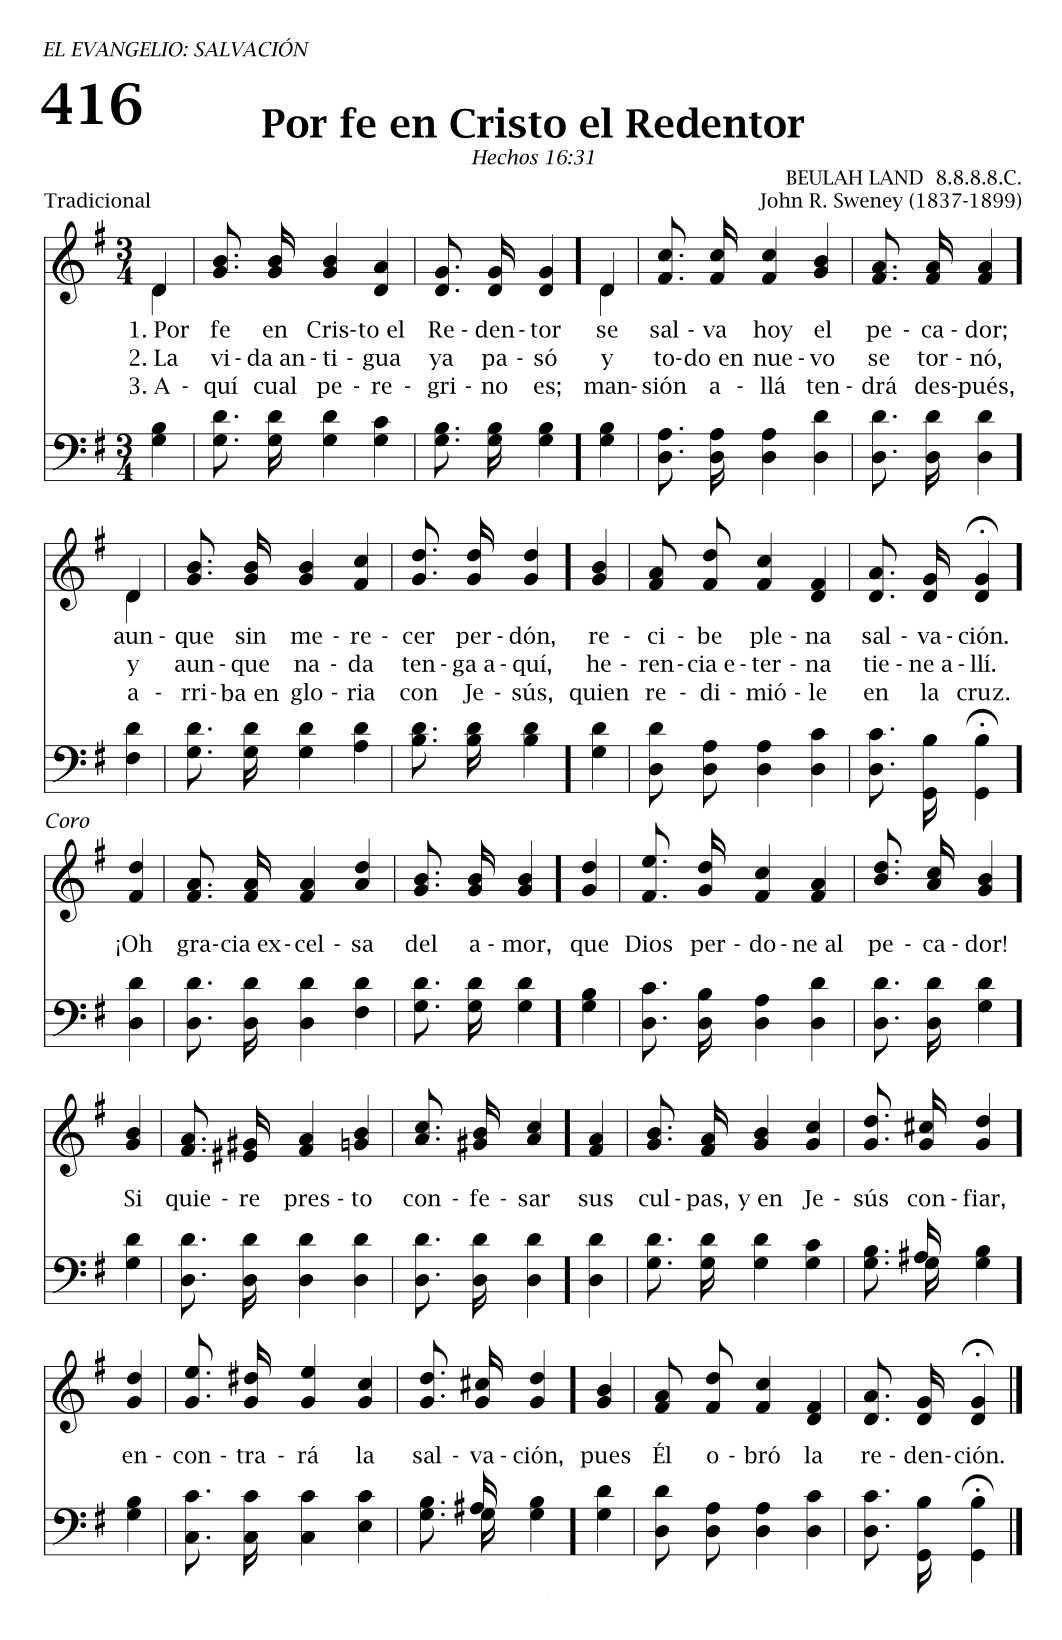 EL EVANGELIO: SALVACIÓN
416
Por fe en Cristo el Redentor
Hechos 16:31
BEULAH LAND 8.8.8.8.C.
Tradicional
John R. Sweney (1837-1899)
1. Por fe en Cris-to el Re-den-tor se sal-va hoy el pe-ca-dor;
2. La vi-da an-ti-gua ya pa-só y to-do en nue-vo se tor-nó,
3. A-quí cual pe-re-gri-no es; man-sión a-llá ten-drá des-pués,
aun-que sin me-re-cer per-dón, re-ci-be ple-na sal-va-ción.
y aun-que na-da ten-ga a-quí, he-ren-cia e-ter-na tie-ne a-llí.
a-rri-ba en glo-ria con Je-sús, quien re-di-mió-le en la cruz.
Coro
¡Oh gra-cia ex-cel-sa del a-mor, que Dios per-do-ne al pe-ca-dor!
Si quie-re pres-to con-fe-sar sus cul-pas, y en Je-sús con-fiar,
en-con-tra-rá la sal-va-ción, pues Él o-bró la re-den-ción.